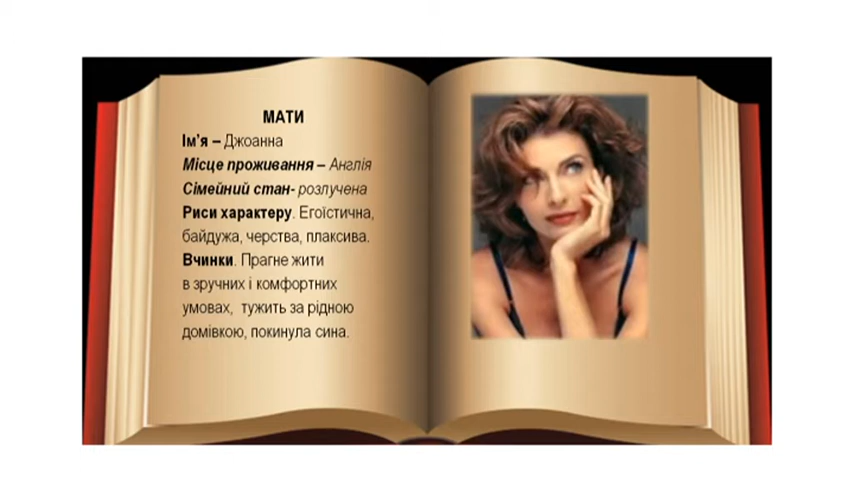 МАТИ
Ім'я – Джоанна
Місце проживання – Англія
Сімейний стан- розлучена
Риси характеру. Егоїстична,
байдужа, черства, плаксива.
Вчинки. Прагне жити
в зручних і комфортних
умовах, тужить за рідною
домівкою, покинула сина.